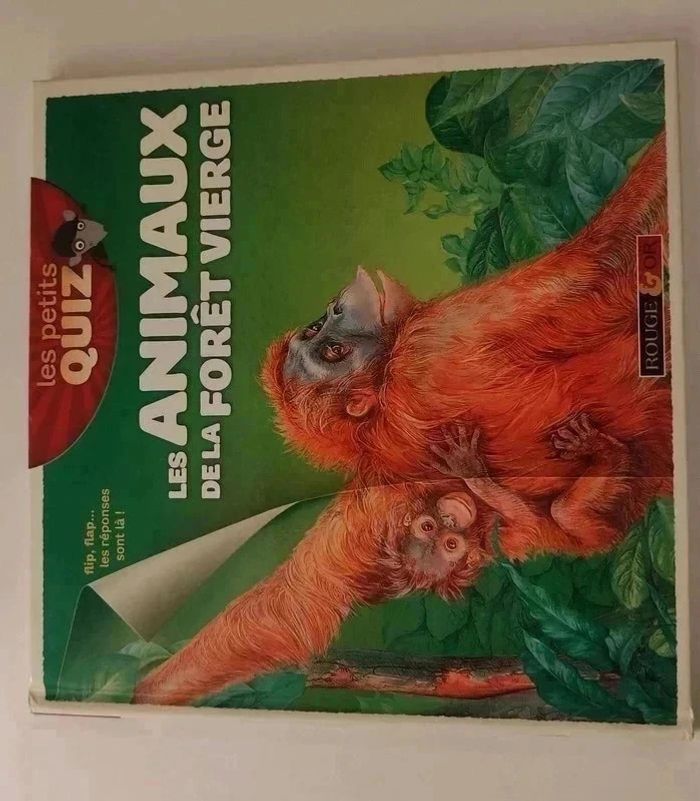 les petits
QUIZ
LES ANIMAUX
DE LA FORÊT VIERGE
flip, flap...
les réponses
sont là !
ROUGE & OR